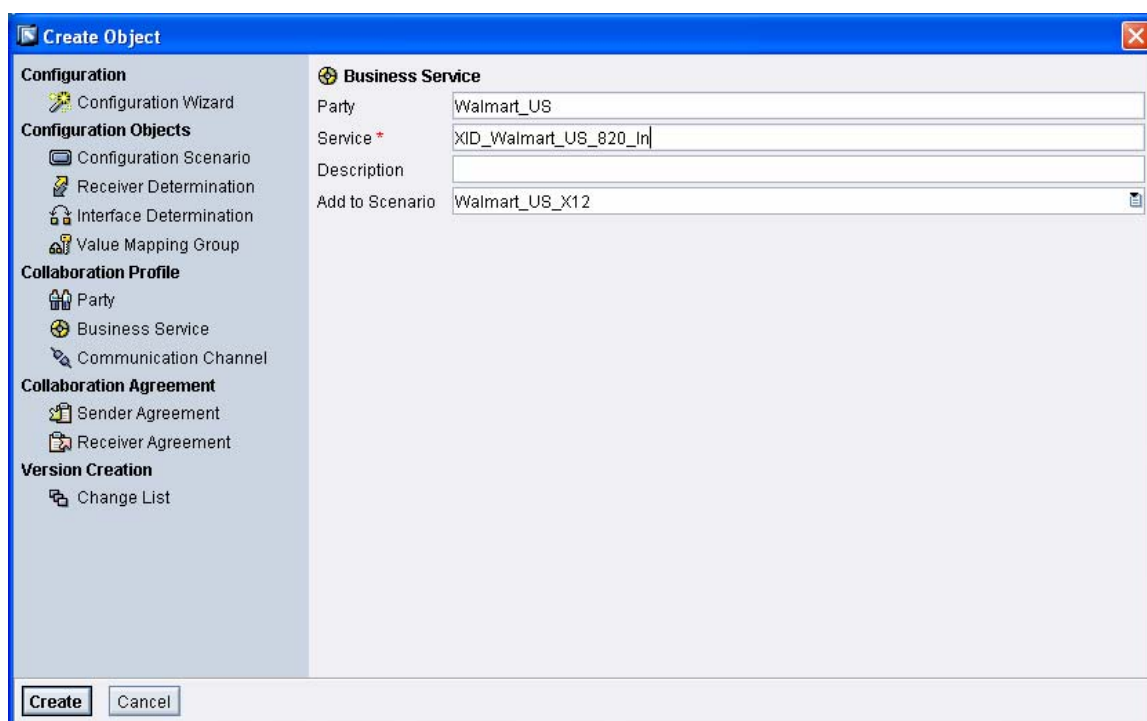 Create Object
Configuration
Configuration Wizard
Configuration Objects
Configuration Scenario
Receiver Determination
Interface Determination
Value Mapping Group
Collaboration Profile
Party
Business Service
Communication Channel
Collaboration Agreement
Sender Agreement
Receiver Agreement
Version Creation
Change List
Business Service
Party Walmart_US
Service * XID_Walmart_US_820_In
Description
Add to Scenario Walmart_US_X12
Create Cancel